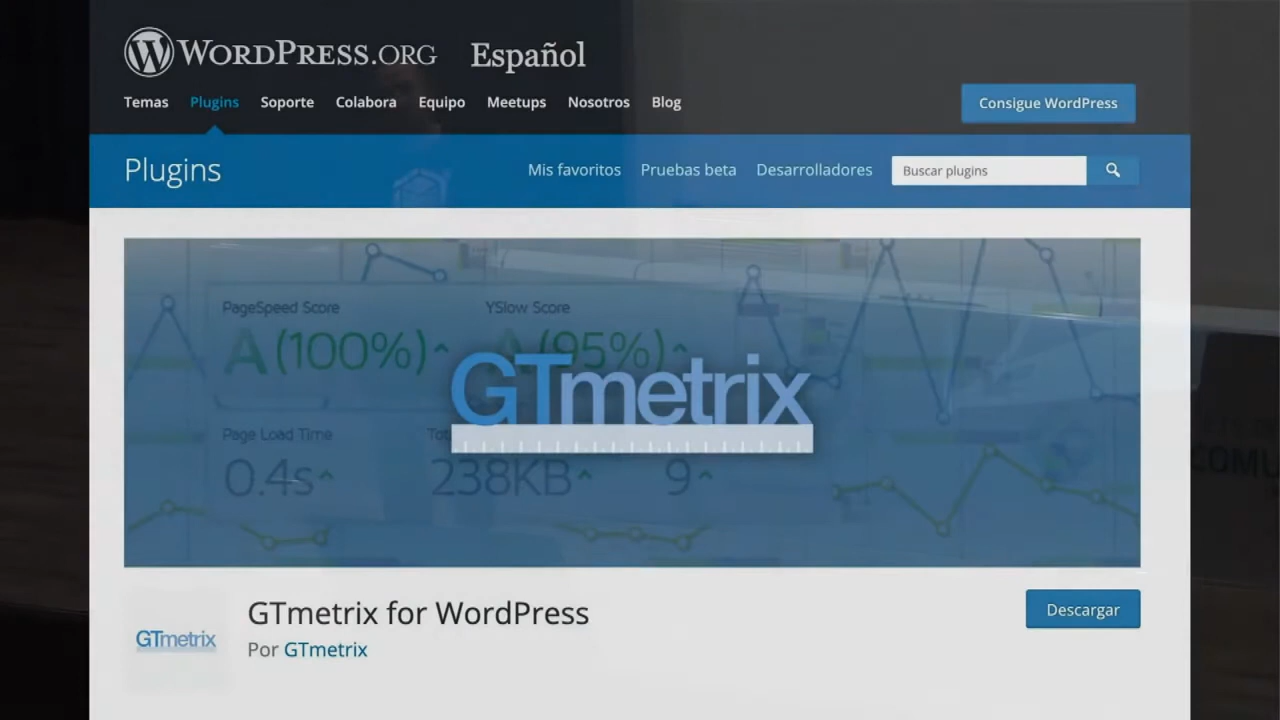 WORDPRESS.ORG Español
Temas Plugins Soporte Colabora Equipo Meetups Nosotros Blog
Consigue WordPress
Plugins
Mis favoritos Pruebas beta Desarrolladores Buscar plugins
PageSpeed Score YSlow Score
A (100%) A (95%)
GTmetrix
Page Load Time
0.4s 238KB 9
GTmetrix for WordPress
Descargar
GTmetrix
Por GTmetrix